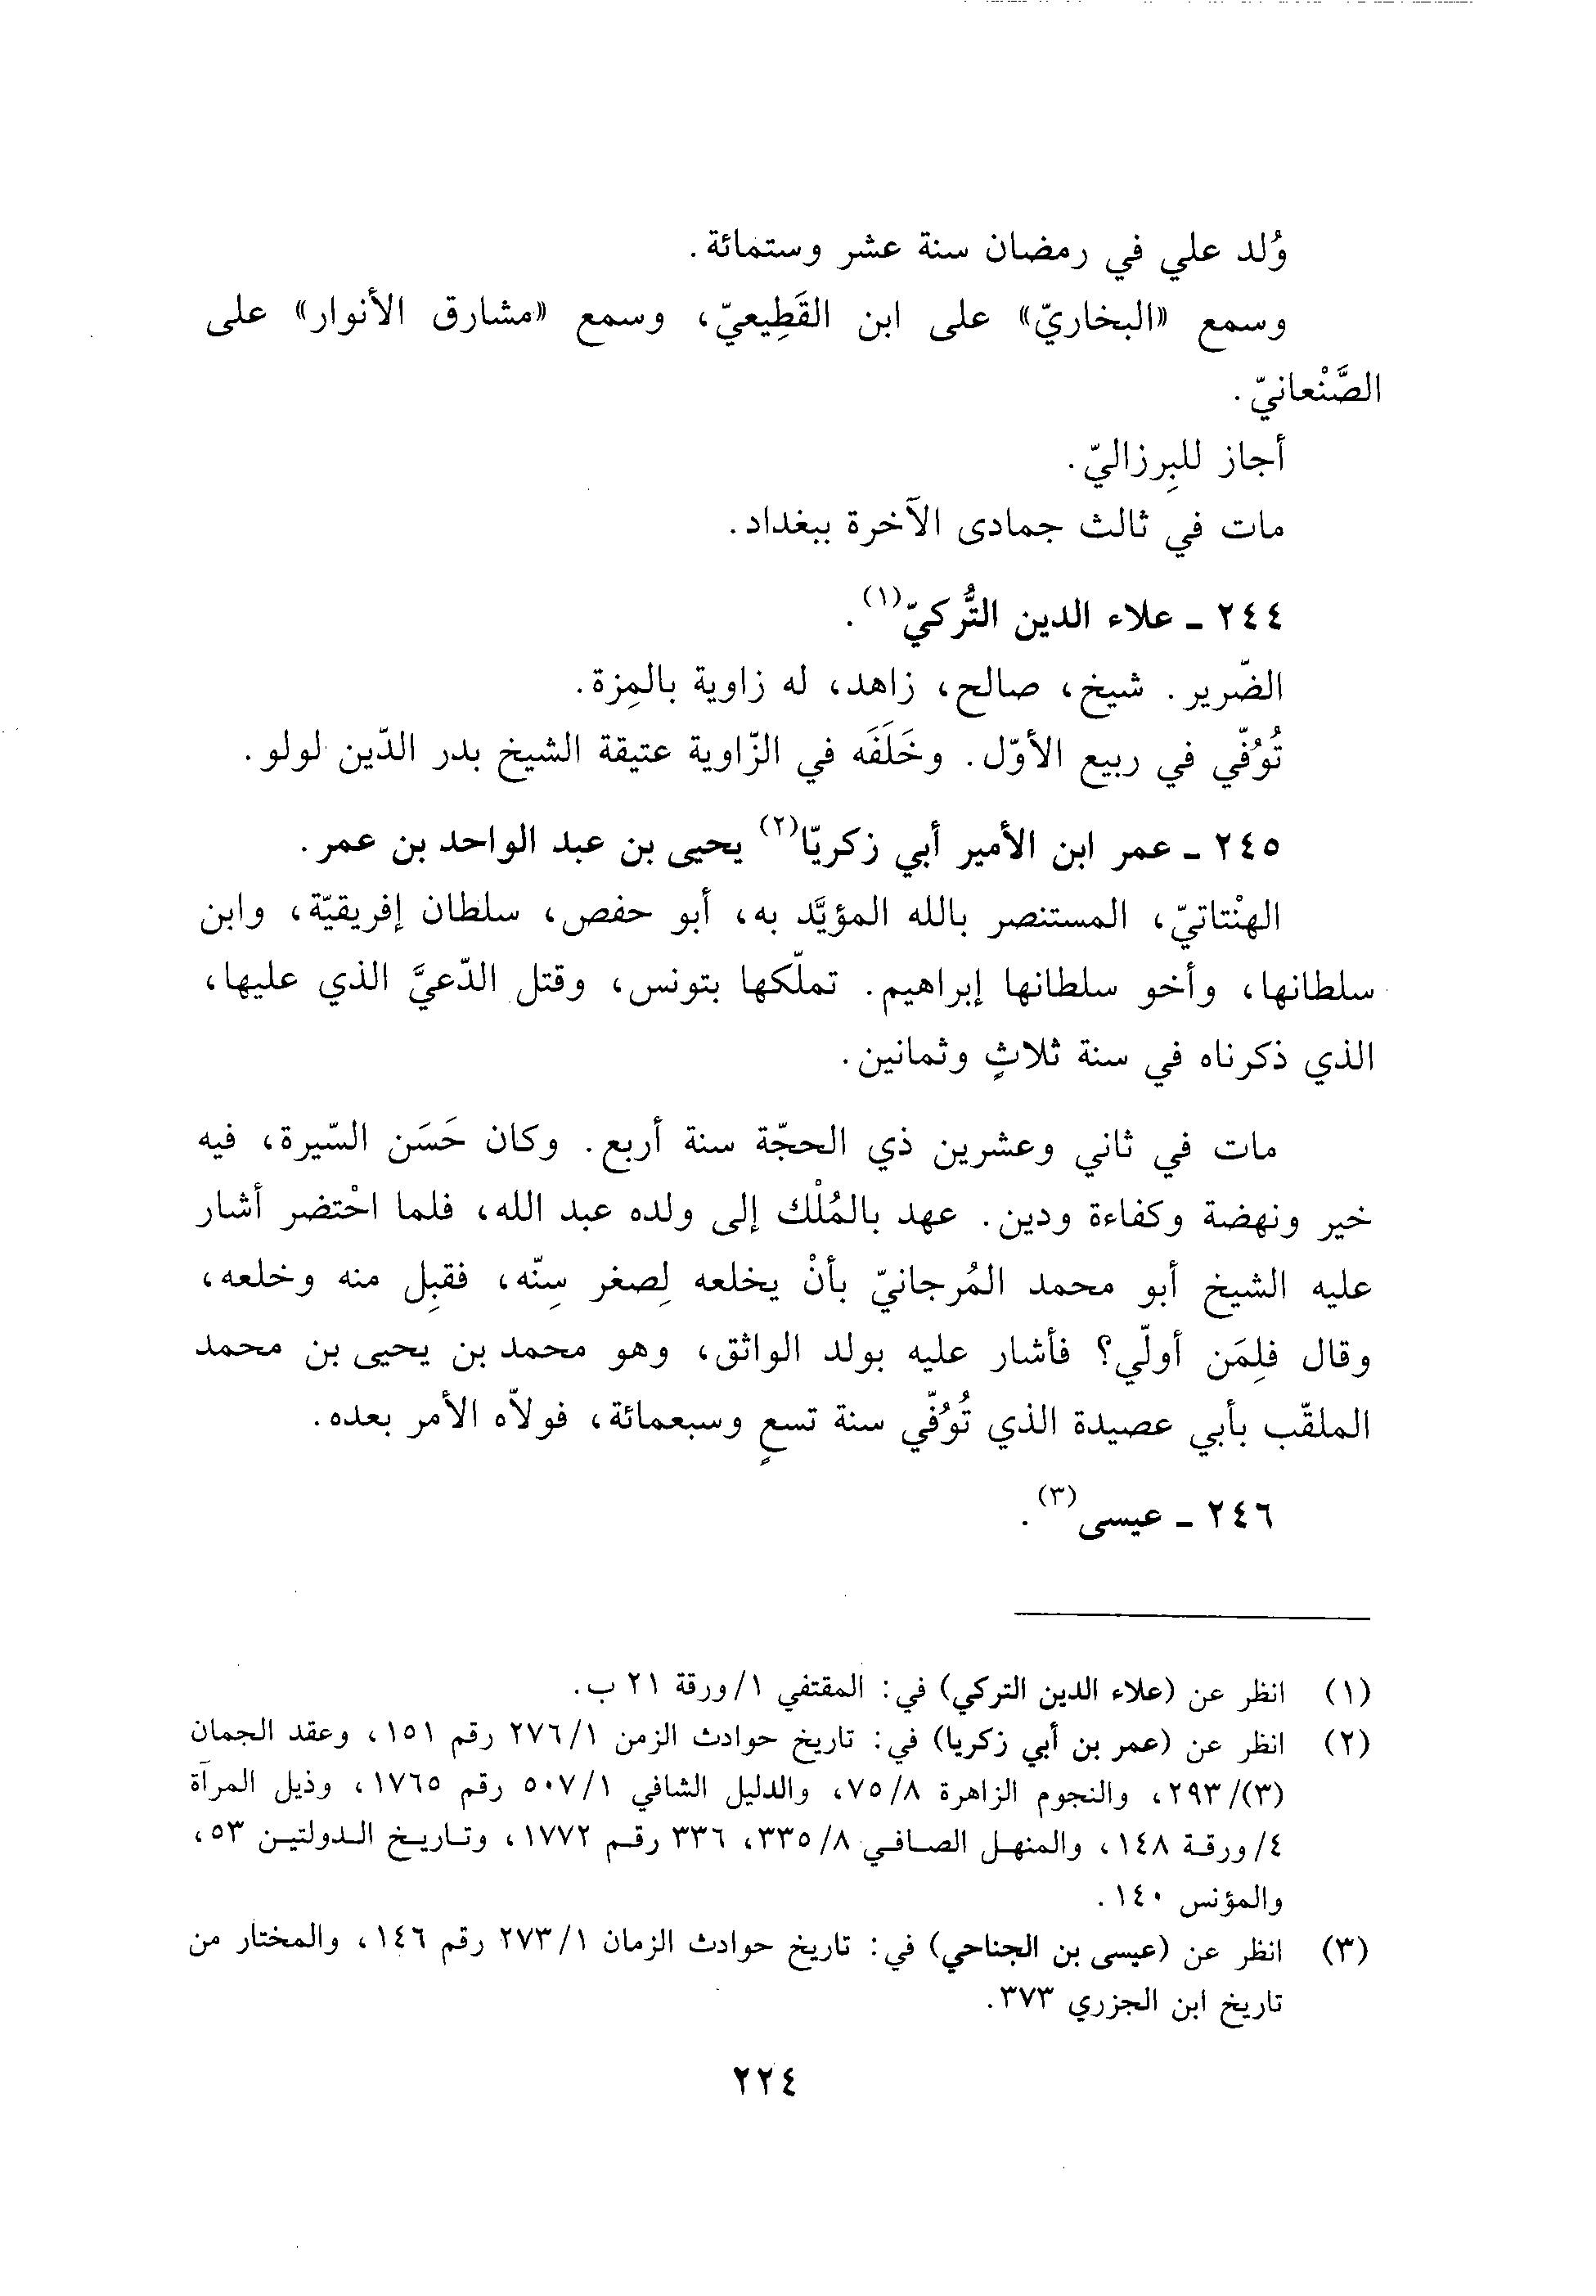 وُلد علي في رمضان سنة عشر وستمائة.
وسمع «البخاريّ» على ابن القَطِيعيّ، وسمع «مشارق الأنوار» على
الصَّنْعانيّ.
أجاز للبِرزاليّ.
مات في ثالث جمادى الآخرة ببغداد.
٢٤٤ ـ علاء الدين التُّركيّ(١).
الضّرير. شيخ، صالح، زاهد، له زاوية بالمِزة.
تُوُفّي في ربيع الأوّل. وخَلَفَه في الزّاوية عتيقة الشيخ بدر الدّين لولو.
٢٤٥ ـ عمر ابن الأمير أبي زكريّا(٢) يحيى بن عبد الواحد بن عمر.
الهنْتاتيّ، المستنصر بالله المؤيَّد به، أبو حفص، سلطان إفريقيّة، وابن
سلطانها، وأخو سلطانها إبراهيم. تملّكها بتونس، وقتل الدّعيَّ الذي عليها،
الذي ذكرناه في سنة ثلاثٍ وثمانين.
مات في ثاني وعشرين ذي الحجّة سنة أربع. وكان حَسَن السّيرة، فيه
خير ونهضة وكفاءة ودين. عهد بالمُلْك إلى ولده عبد الله، فلما احْتضر أشار
عليه الشيخ أبو محمد المُرجانيّ بأنْ يخلعه لِصغر سِنّه، فقبِل منه وخلعه،
وقال فلِمَن أولّي؟ فأشار عليه بولد الواثق، وهو محمد بن يحيى بن محمد
الملقّب بأبي عصيدة الذي تُوُفّي سنة تسعٍ وسبعمائة، فولاّه الأمر بعده.
٢٤٦ ـ عيسى(٣).
(١) انظر عن (علاء الدين التركي) في: المقتفي ١/ورقة ٢١ ب.
(٢) انظر عن (عمر بن أبي زكريا) في: تاريخ حوادث الزمن ٢٧٦/١ رقم ١٥١، وعقد الجمان
(٣)/٢٩٣، والنجوم الزاهرة ٧٥/٨، والدليل الشافي ٥٠٧/١ رقم ١٧٦٥، وذيل المرآة
٤/ورقة ١٤٨، والمنهل الصافي ٣٣٥/٨، ٣٣٦ رقم ١٧٧٢، وتاريخ الدولتين ٥٣،
والمؤنس ١٤٠.
(٣) انظر عن (عيسى بن الجناحي) في: تاريخ حوادث الزمان ٢٧٣/١ رقم ١٤٦، والمختار من
تاريخ ابن الجزري ٣٧٣.
٢٢٤